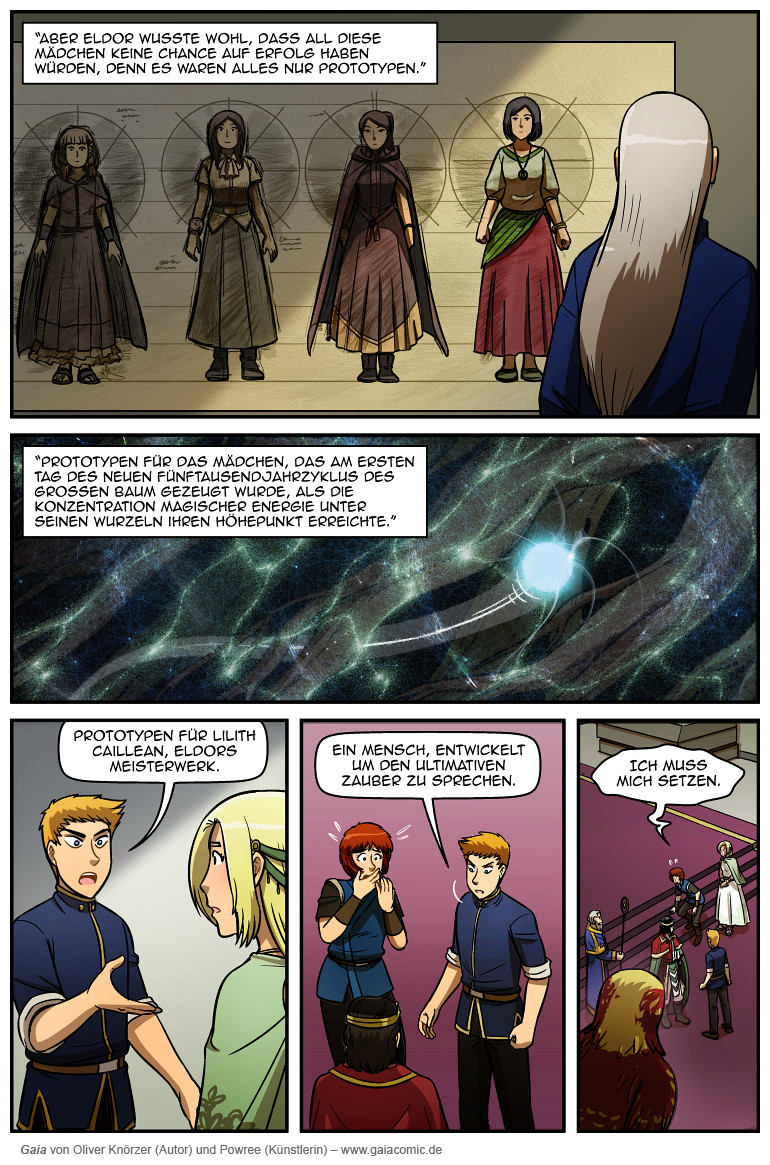 "ABER ELDOR WUSSTE WOHL, DASS ALL DIESE
MÄDCHEN KEINE CHANCE AUF ERFOLG HABEN
WÜRDEN, DENN ES WAREN ALLES NUR PROTOTYPEN."
"PROTOTYPEN FÜR DAS MÄDCHEN, DAS AM ERSTEN
TAG DES NEUEN FÜNFTAUSENDJAHRZYKLUS DES
GROSSEN BAUM GEZEUGT WURDE, ALS DIE
KONZENTRATION MAGISCHER ENERGIE UNTER
SEINEN WURZELN IHREN HÖHEPUNKT ERREICHTE."
PROTOTYPEN FÜR LILITH
CAILLEAN, ELDORS
MEISTERWERK.
EIN MENSCH, ENTWICKELT
UM DEN ULTIMATIVEN
ZAUBER ZU SPRECHEN.
ICH MUSS
MICH SETZEN.
Gaia von Oliver Knörzer (Autor) und Powree (Künstlerin) – www.gaiacomic.de